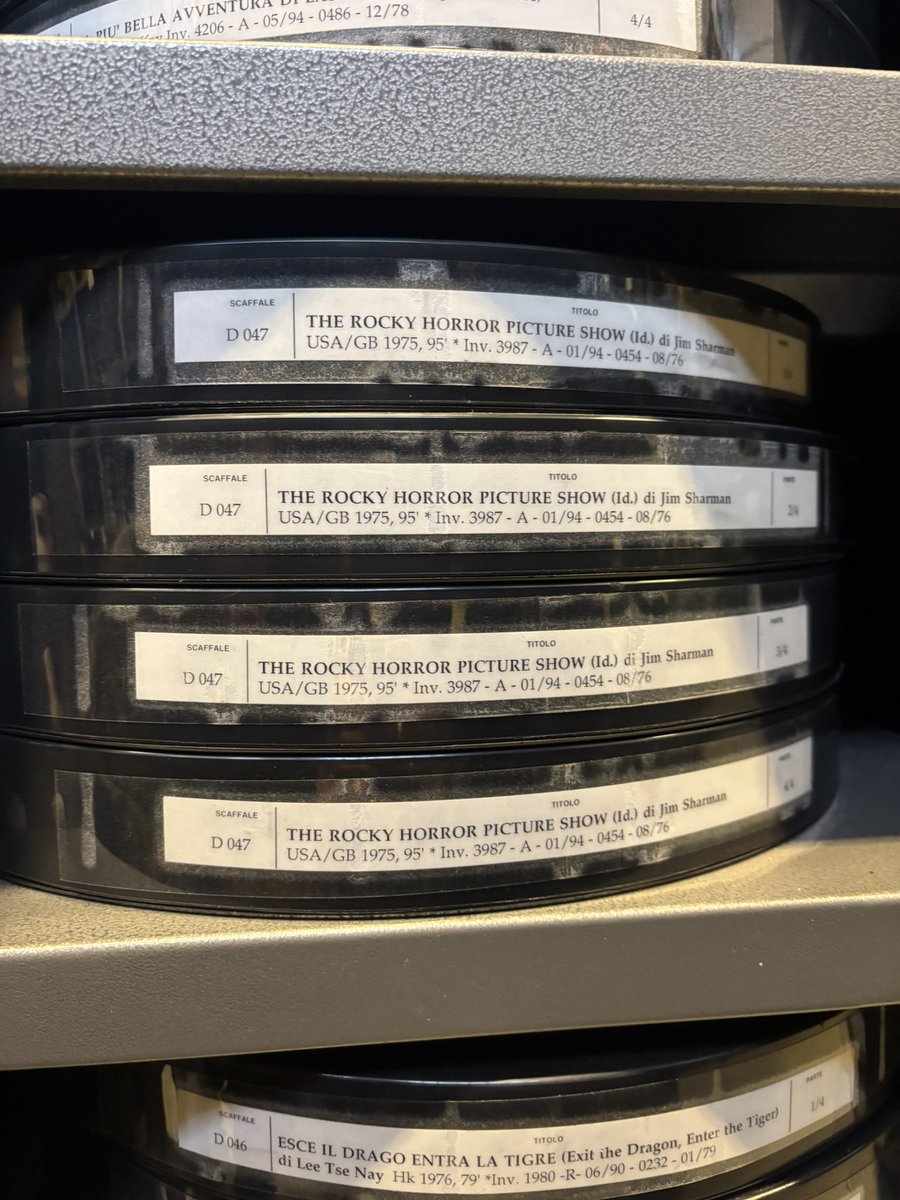 PIU' BELLA AVVENTURA DI
Inv. 4206 - A - 05/94 - 0486 - 12/78
4/4
SCAFFALE
D 047
TITOLO
THE ROCKY HORROR PICTURE SHOW (Id.) di Jim Sharman
USA/GB 1975, 95' * Inv. 3987 - A - 01/94 - 0454 - 08/76
SCAFFALE
D 047
TITOLO
THE ROCKY HORROR PICTURE SHOW (Id.) di Jim Sharman
USA/GB 1975, 95' * Inv. 3987 - A - 01/94 - 0454 - 08/76
PARTE
2/4
SCAFFALE
D 047
TITOLO
THE ROCKY HORROR PICTURE SHOW (Id.) di Jim Sharman
USA/GB 1975, 95' * Inv. 3987 - A - 01/94 - 0454 - 08/76
PARTE
3/4
SCAFFALE
D 047
TITOLO
THE ROCKY HORROR PICTURE SHOW (Id.) di Jim Sharman
USA/GB 1975, 95' * Inv. 3987 - A - 01/94 - 0454 - 08/76
PARTE
4/4
SCAFFALE
D 046
TITOLO
ESCE IL DRAGO ENTRA LA TIGRE (Exit ihe Dragon, Enter the Tiger)
di Lee Tse Nay Hk 1976, 79' *Inv. 1980 -R- 06/90 - 0232 - 01/79
PARTE
1/4